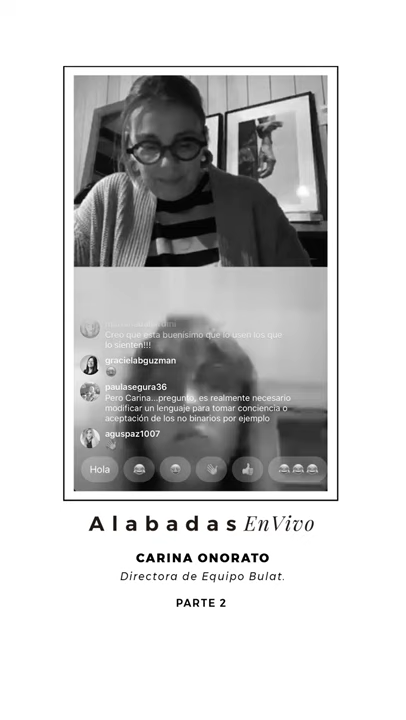 Creo que esta buenísimo que lo usen los que
lo sienten!!!
gracielabguzman
paulasegura36
Pero Carina...pregunto, es realmente necesario
modificar un lenguaje para tomar conciencia o
aceptación de los no binarios por ejemplo
aguspaz1007
Hola
Alabadas EnVivo
CARINA ONORATO
Directora de Equipo Bulat.
PARTE 2